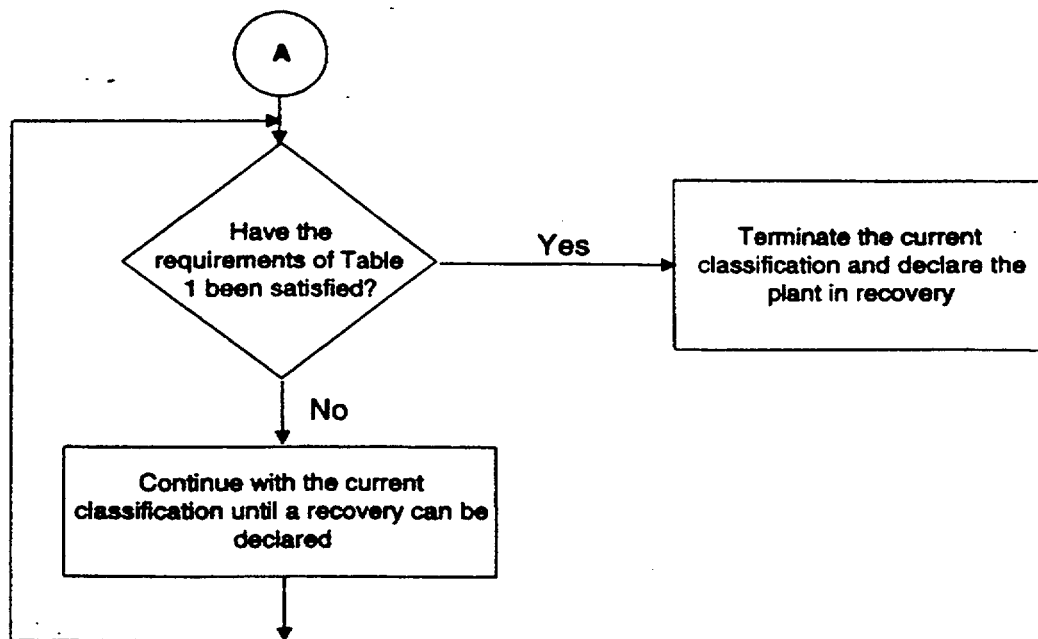 A
Have the
requirements of Table
1 been satisfied?
Yes
Terminate the current
classification and declare the
plant in recovery
No
Continue with the current
classification until a recovery can be
declared